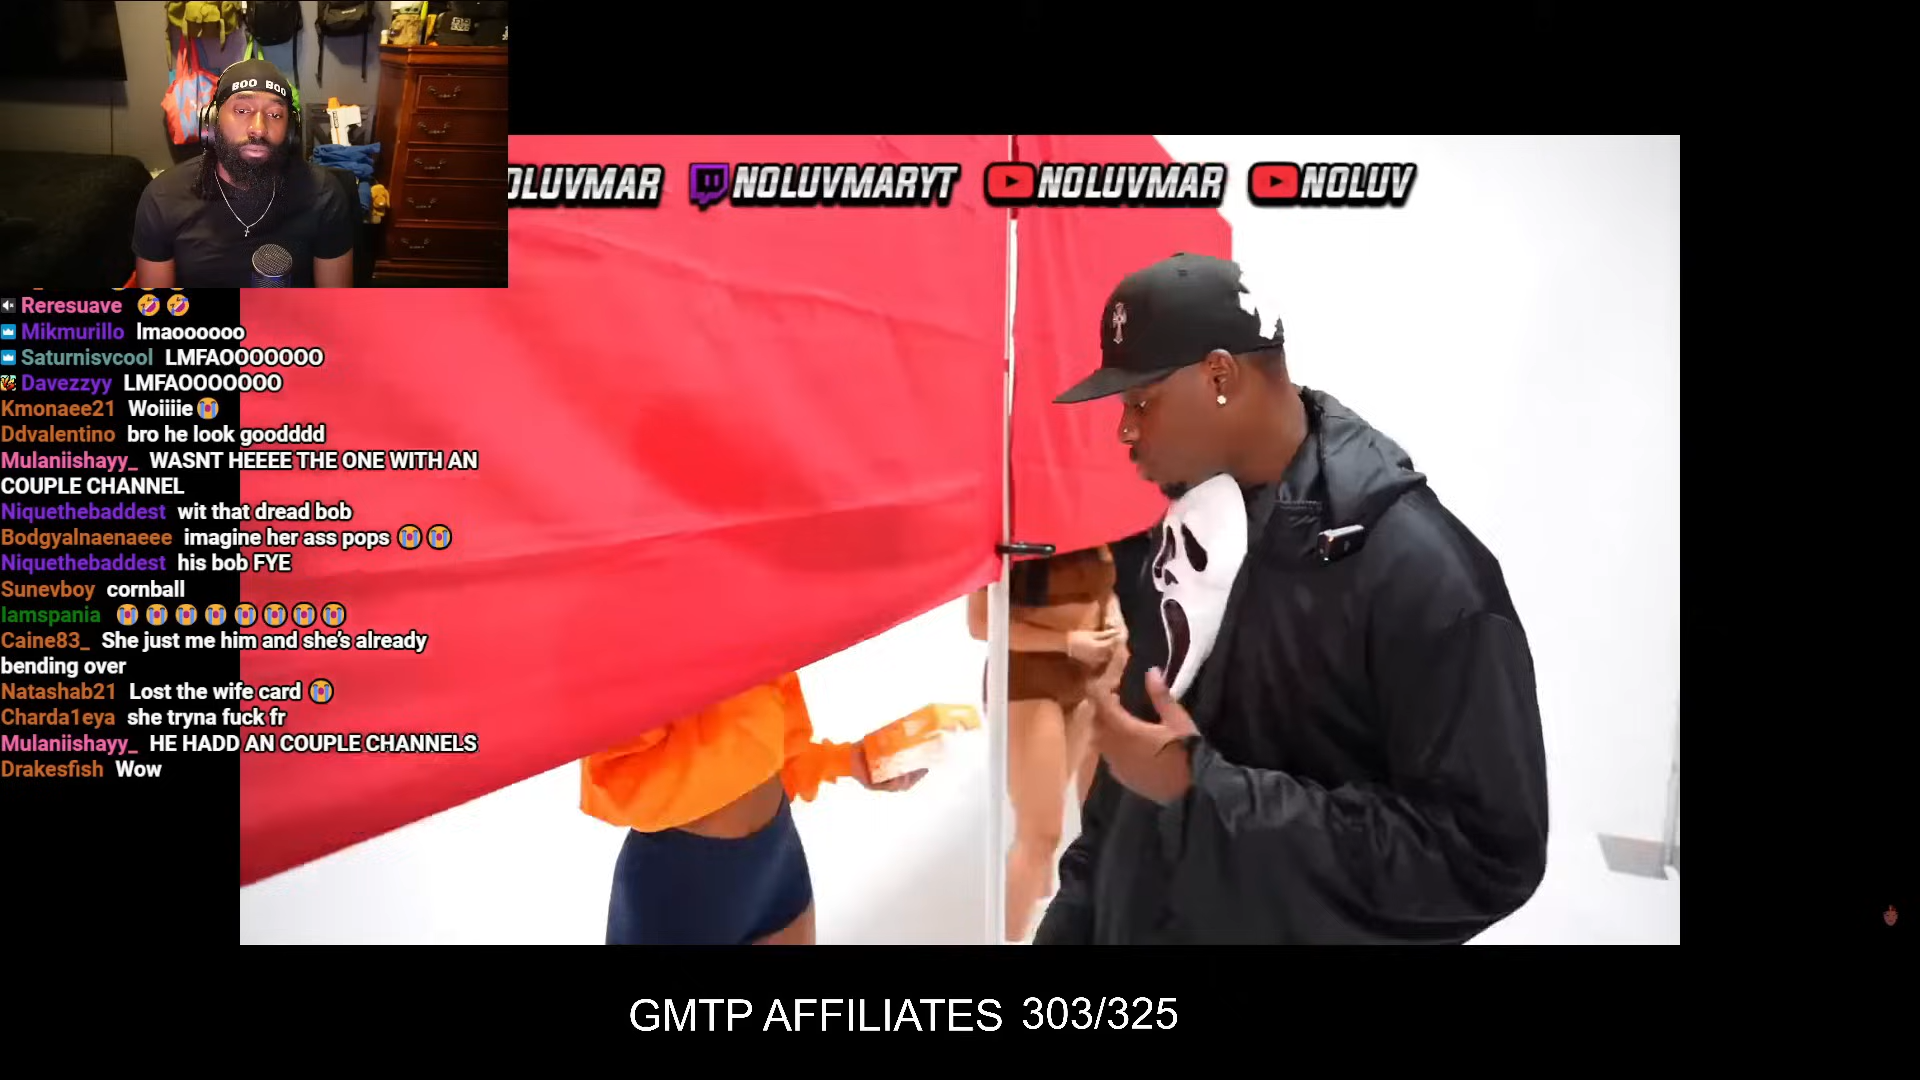 BOO BOO
OLUVMAR NOLUVMARYT NOLUVMAR NOLUV
Reresuave 🤣🤣
Mikmurillo lmaoooooo
Saturnisvcool LMFAOOOOOOO
Davezzyy LMFAOOOOOOO
Kmonaee21 Woiiiie😭
Ddvalentino bro he look goodddd
Mulaniishayy_ WASNT HEEEE THE ONE WITH AN
COUPLE CHANNEL
Niquethebaddest wit that dread bob
Bodgyalnaenaeee imagine her ass pops 😭😭
Niquethebaddest his bob FYE
Sunevboy cornball
Iamspania 😭😭😭😭😭😭😭😭
Caine83_ She just me him and she's already
bending over
Natashab21 Lost the wife card 😭
Charda1eya she tryna fuck fr
Mulaniishayy_ HE HADD AN COUPLE CHANNELS
Drakesfish Wow
GMTP AFFILIATES 303/325